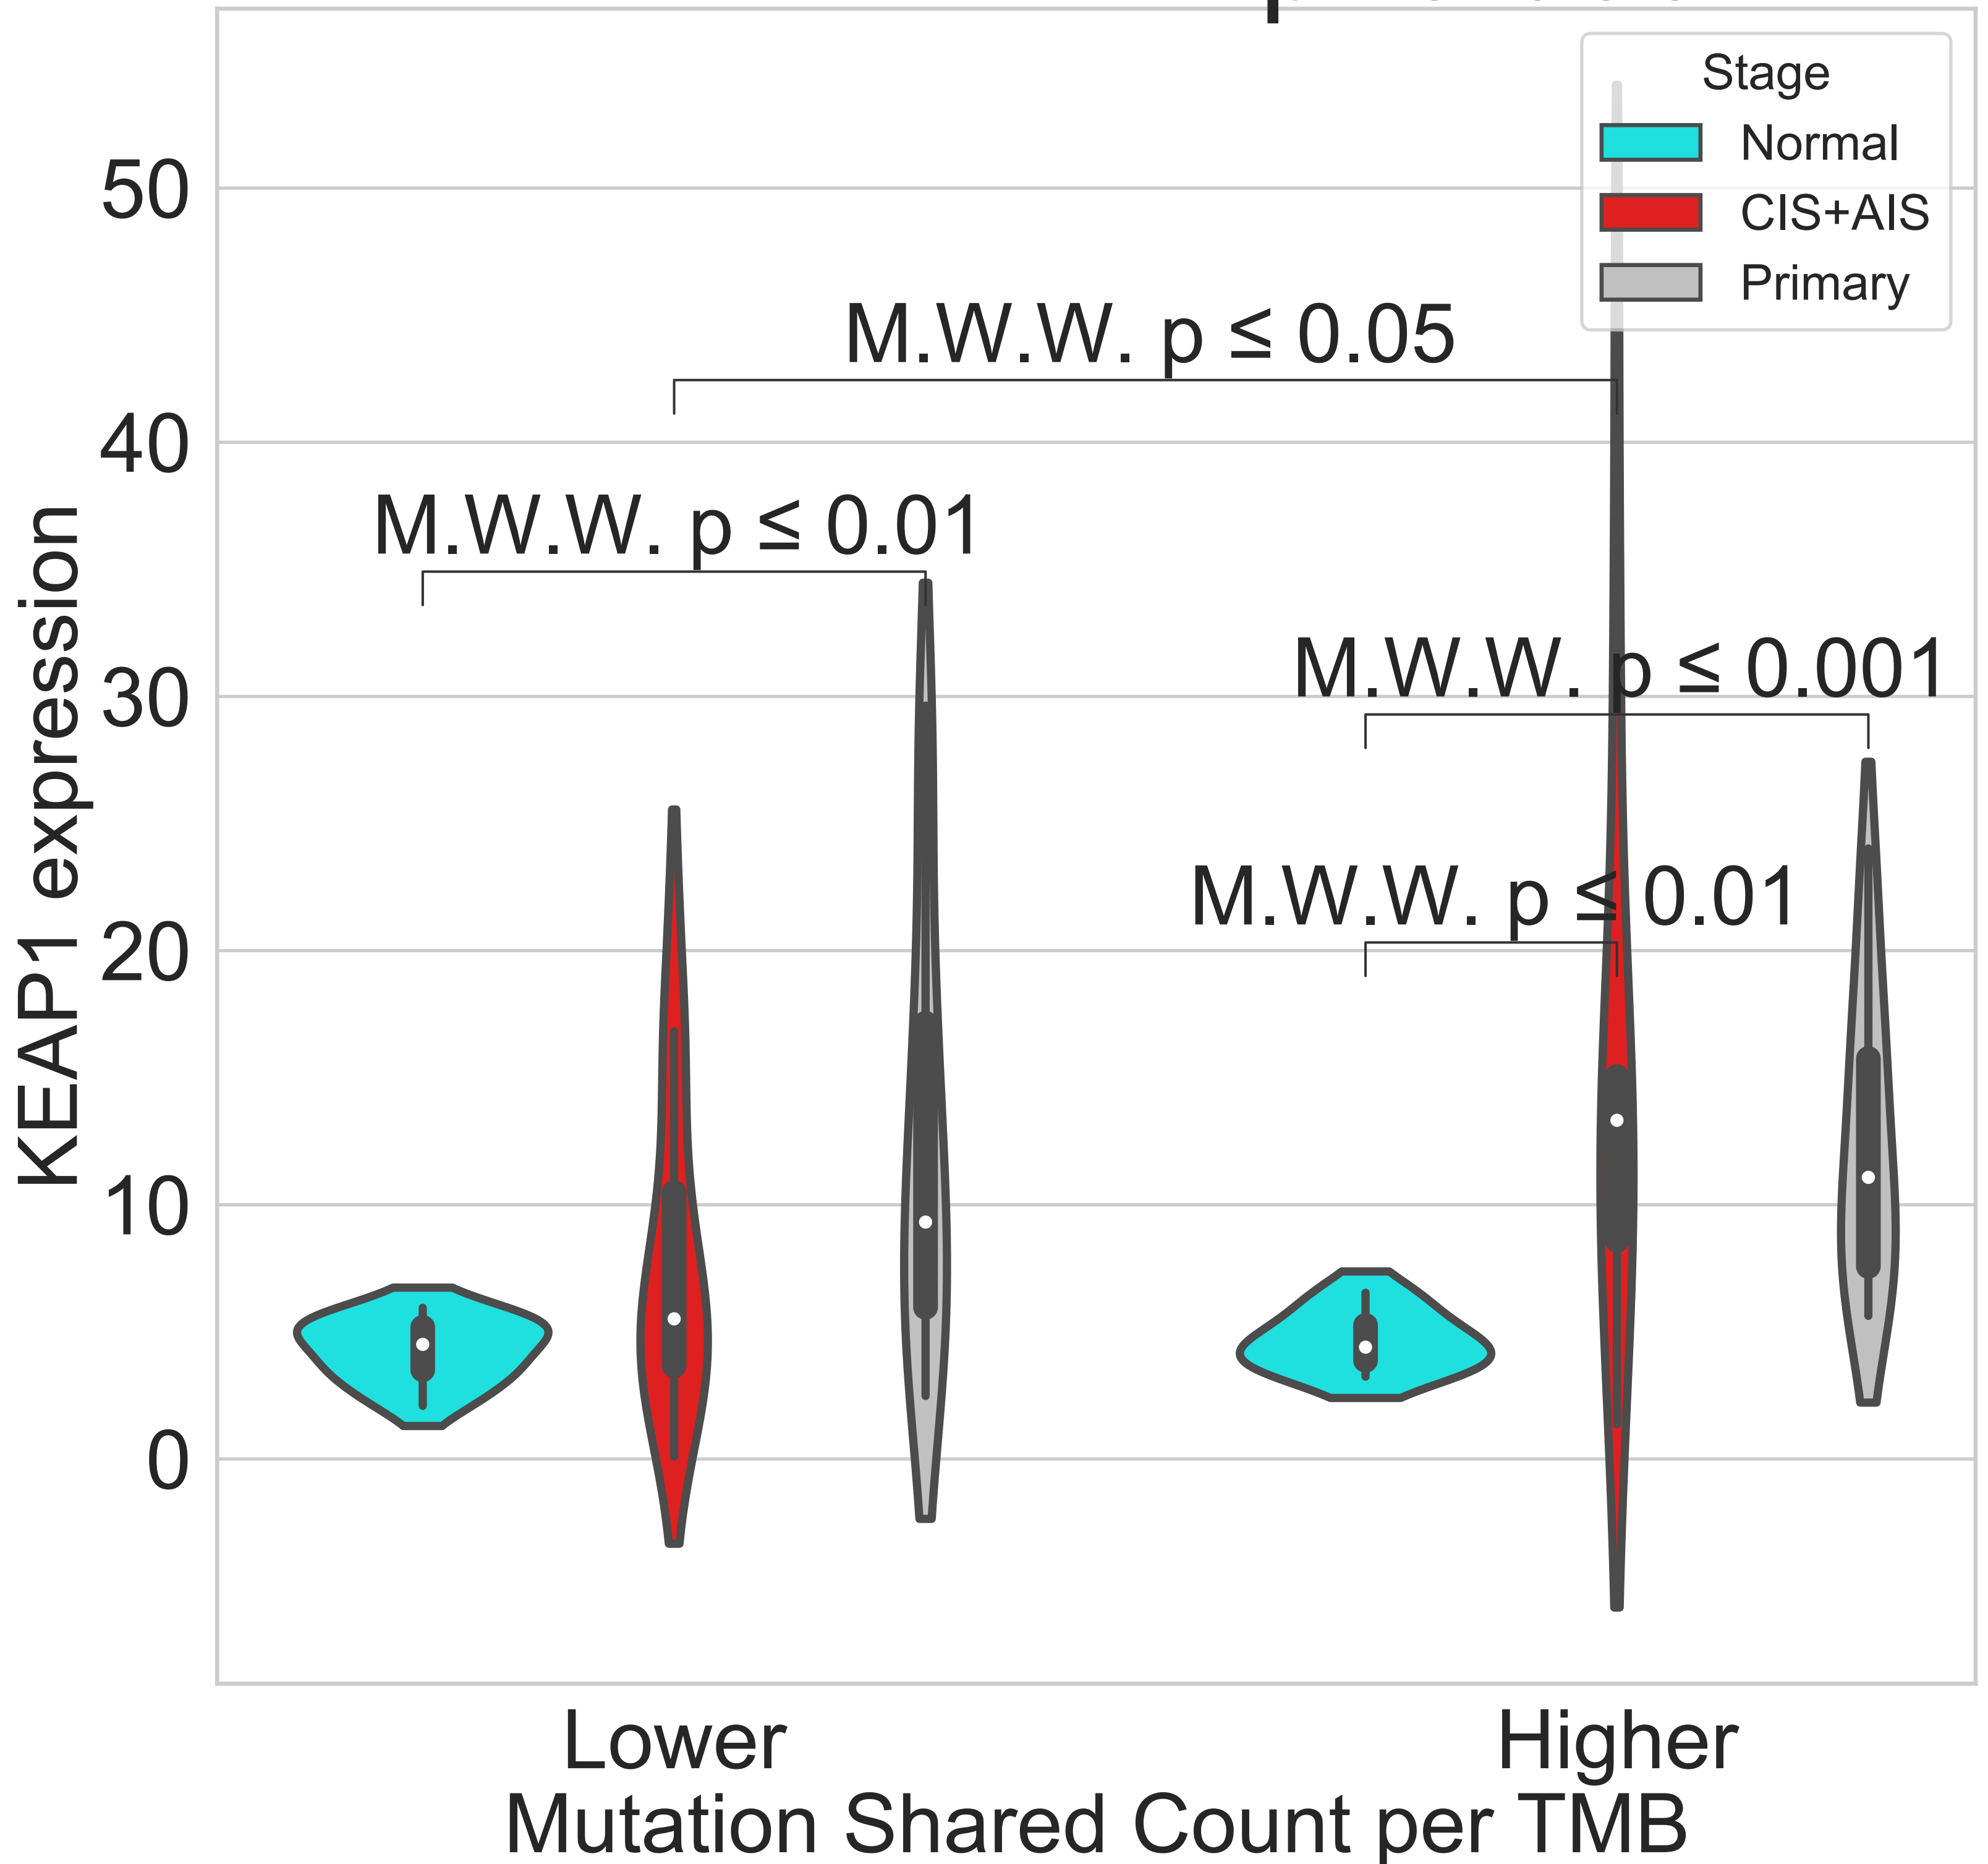 Stage
Normal
CIS+AIS
Primary
50
40
30
20
10
0
KEAP1 expression
M.W.W. p ≤ 0.05
M.W.W. p ≤ 0.01
M.W.W. p ≤ 0.001
M.W.W. p ≤ 0.01
Lower
Higher
Mutation Shared Count per TMB